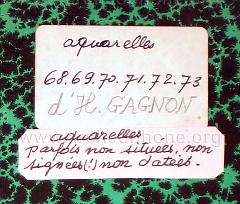 aquarelles
68.69.70.71.72.73
d'H. GAGNON
aquarelles
parfois non situées, non
signées(!) non datées.